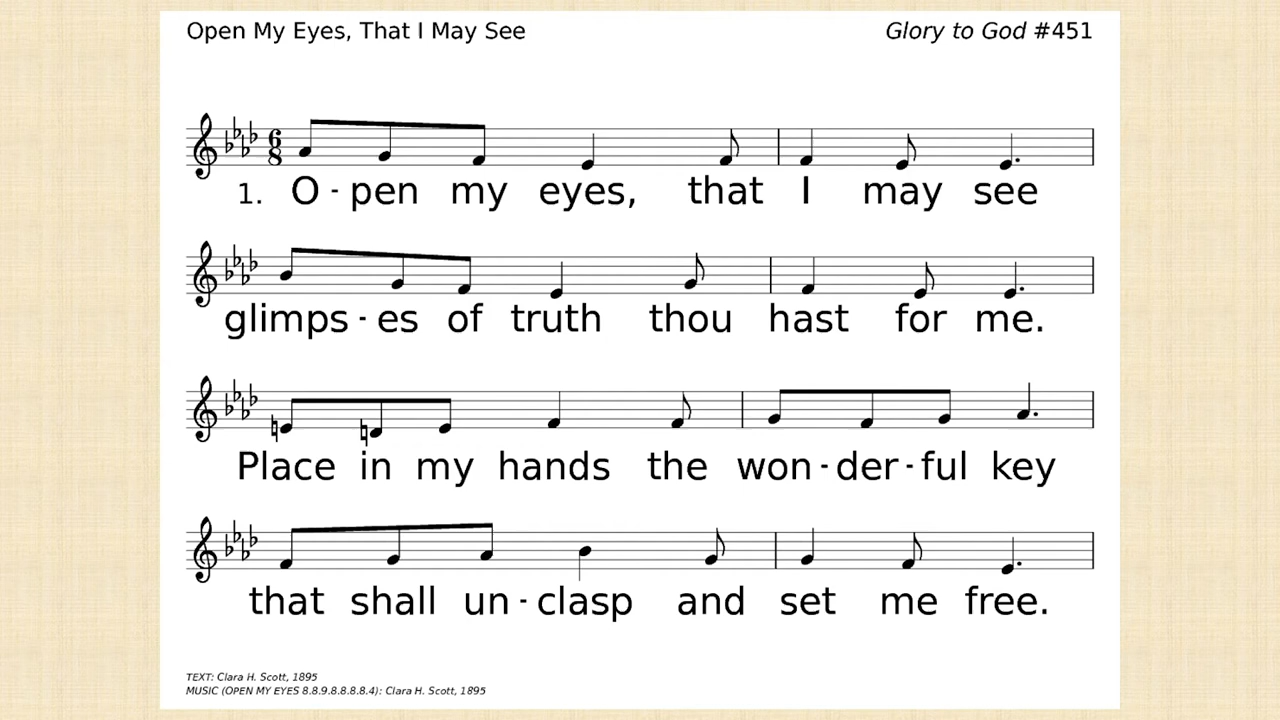 Open My Eyes, That I May See Glory to God #451
6
8
1. O - pen my eyes, that I may see
glimps - es of truth thou hast for me.
Place in my hands the won - der - ful key
that shall un - clasp and set me free.
TEXT: Clara H. Scott, 1895
MUSIC (OPEN MY EYES 8.8.9.8.8.8.8.4): Clara H. Scott, 1895